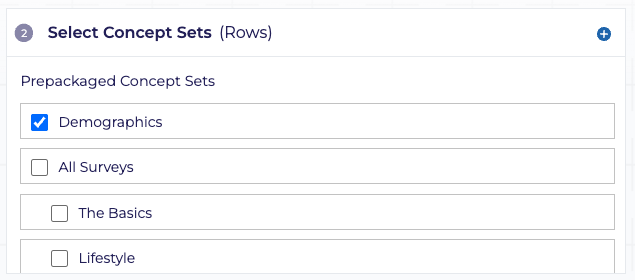 2 Select Concept Sets (Rows)
Prepackaged Concept Sets
Demographics
All Surveys
The Basics
Lifestyle